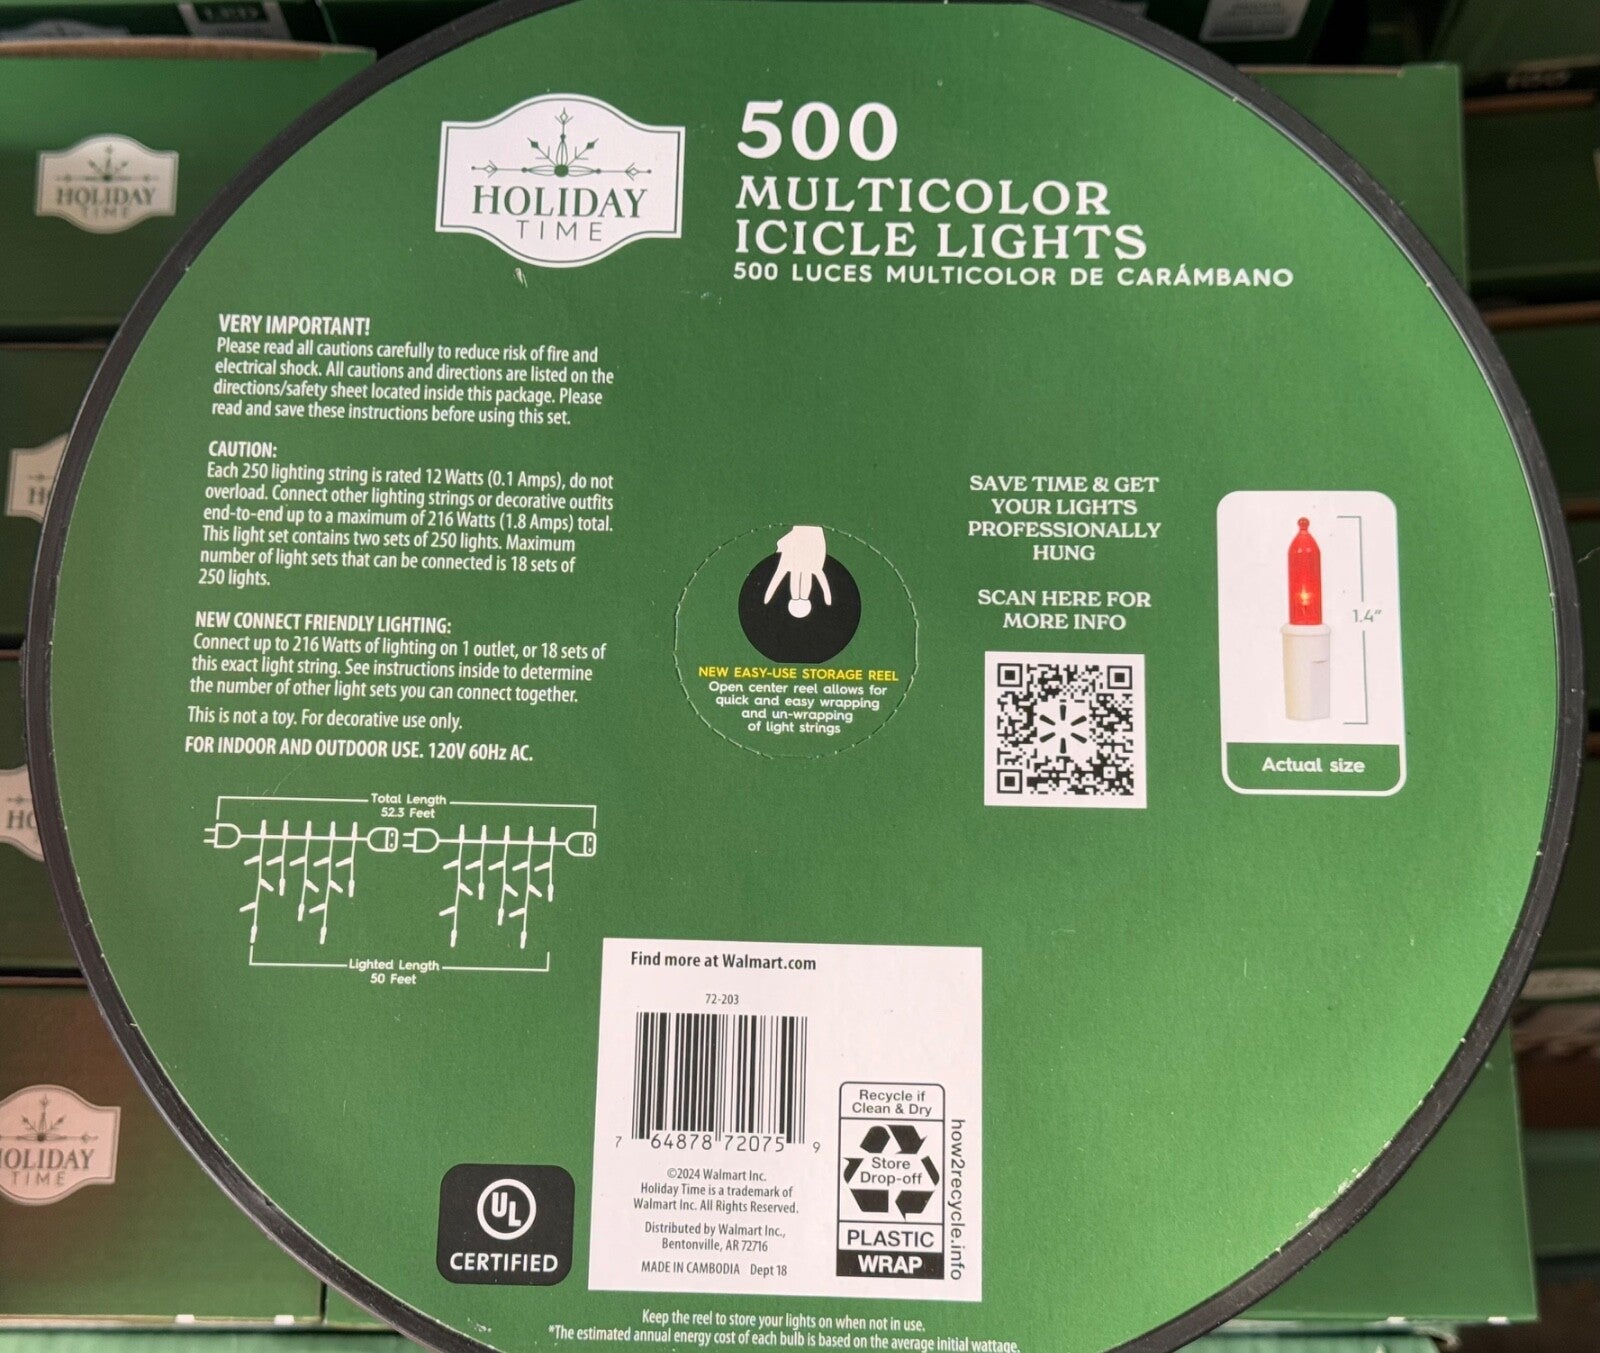 HOLIDAY
TIME
HOLIDAY
TIME
500
MULTICOLOR
ICICLE LIGHTS
500 LUCES MULTICOLOR DE CARÁMBANO
VERY IMPORTANT!
Please read all cautions carefully to reduce risk of fire and
electrical shock. All cautions and directions are listed on the
directions/safety sheet located inside this package. Please
read and save these instructions before using this set.
CAUTION:
Each 250 lighting string is rated 12 Watts (0.1 Amps), do not
overload. Connect other lighting strings or decorative outfits
end-to-end up to a maximum of 216 Watts (1.8 Amps) total.
This light set contains two sets of 250 lights. Maximum
number of light sets that can be connected is 18 sets of
250 lights.
NEW CONNECT FRIENDLY LIGHTING:
Connect up to 216 Watts of lighting on 1 outlet, or 18 sets of
this exact light string. See instructions inside to determine
the number of other light sets you can connect together.
This is not a toy. For decorative use only.
FOR INDOOR AND OUTDOOR USE. 120V 60Hz AC.
Total Length
52.3 Feet
Lighted Length
50 Feet
NEW EASY-USE STORAGE REEL
Open center reel allows for
quick and easy wrapping
and un-wrapping
of light strings
SAVE TIME & GET
YOUR LIGHTS
PROFESSIONALLY
HUNG
SCAN HERE FOR
MORE INFO
1.4"
Actual size
Find more at Walmart.com
72-203
7 64878 72075 9
©2024 Walmart Inc.
Holiday Time is a trademark of
Walmart Inc. All Rights Reserved.
Distributed by Walmart Inc.,
Bentonville, AR 72716
MADE IN CAMBODIA Dept 18
Recycle if
Clean & Dry
Store
Drop-off
PLASTIC
WRAP
how2recycle.info
UL
CERTIFIED
Keep the reel to store your lights on when not in use.
*The estimated annual energy cost of each bulb is based on the average initial wattage.
OLIDAY
TIME